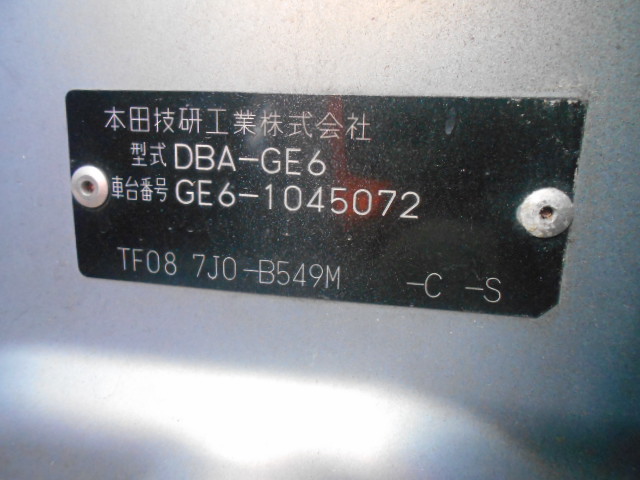 本田技研工業株式会社
型式 DBA-GE6
車台番号 GE6-1045072
TF08 7J0-B549M -C -S